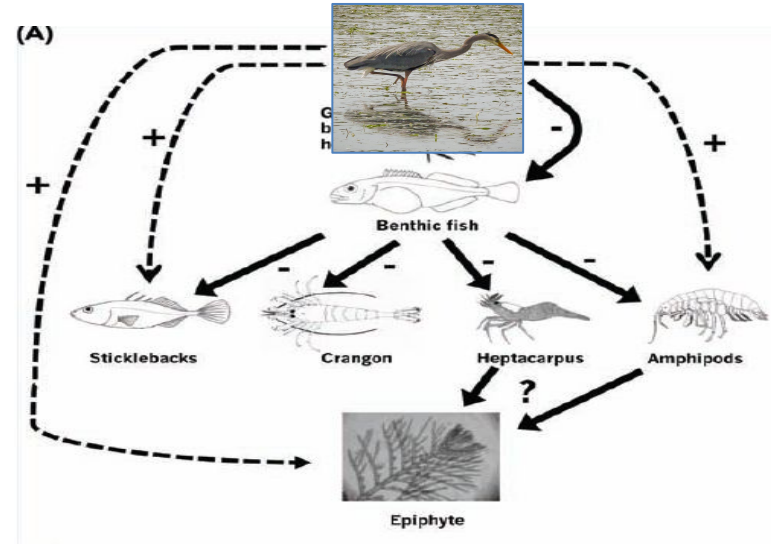 (A)
+
+
-
+
Benthic fish
-
-
-
-
Sticklebacks
Crangon
Heptacarpus
Amphipods
?
Epiphyte